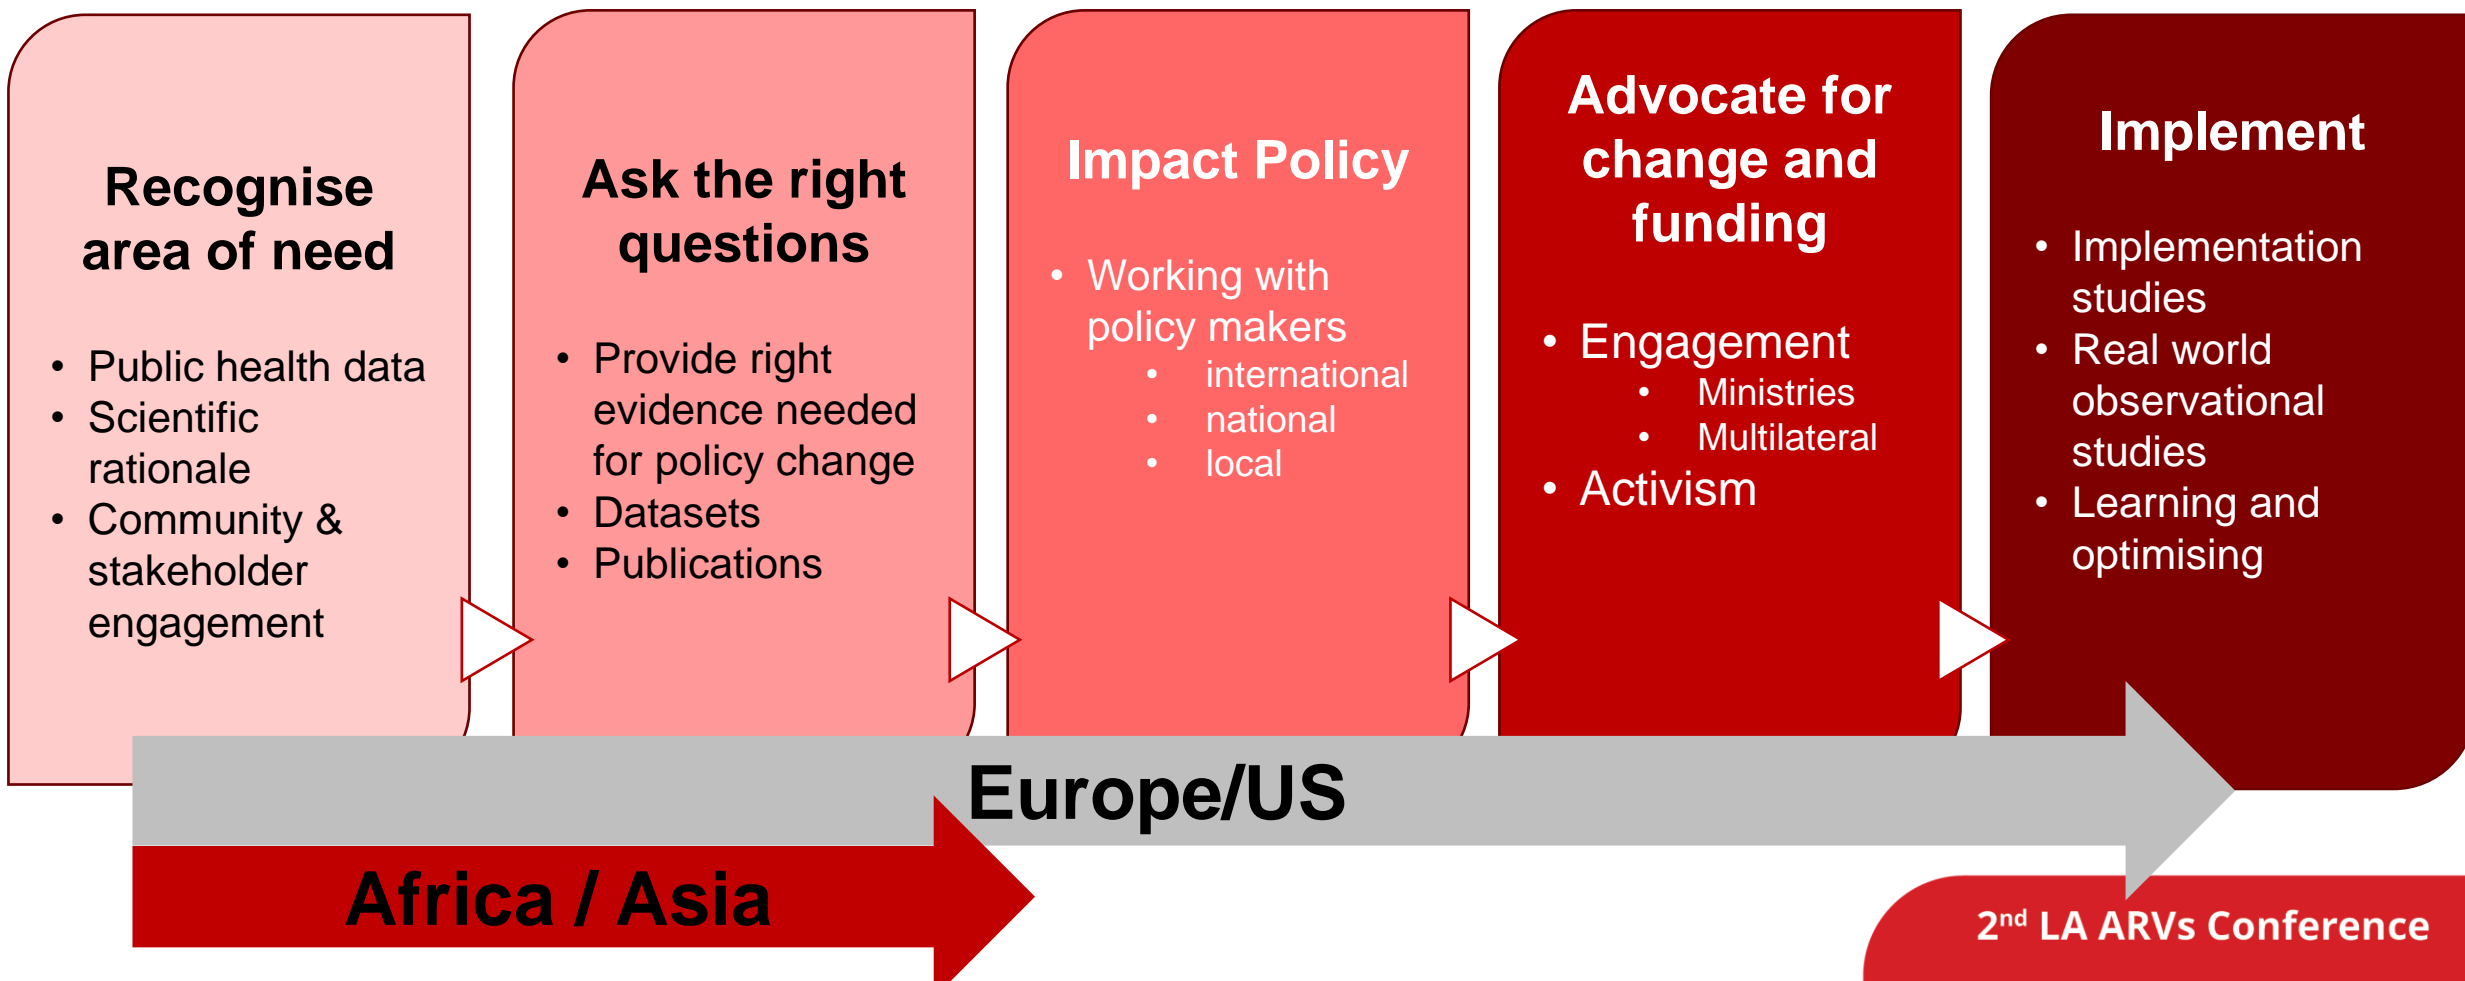 Recognise
area of need
• Public health data
• Scientific
rationale
• Community &
stakeholder
engagement
Ask the right
questions
• Provide right
evidence needed
for policy change
• Datasets
• Publications
Impact Policy
• Working with
policy makers
• international
• national
• local
Advocate for
change and
funding
• Engagement
• Ministries
• Multilateral
• Activism
Implement
• Implementation
studies
• Real world
observational
studies
• Learning and
optimising
Europe/US
Africa / Asia
2nd LA ARVs Conference